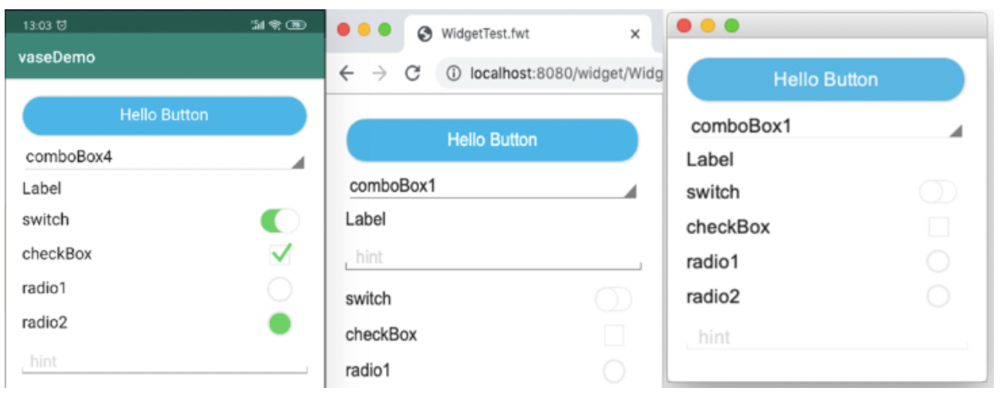 13:03
vaseDemo
Hello Button
comboBox4
Label
switch
checkBox
radio1
radio2
hint
WidgetTest.fwt
localhost:8080/widget/Widg
Hello Button
comboBox1
Label
hint
switch
checkBox
radio1
Hello Button
comboBox1
Label
switch
checkBox
radio1
radio2
hint